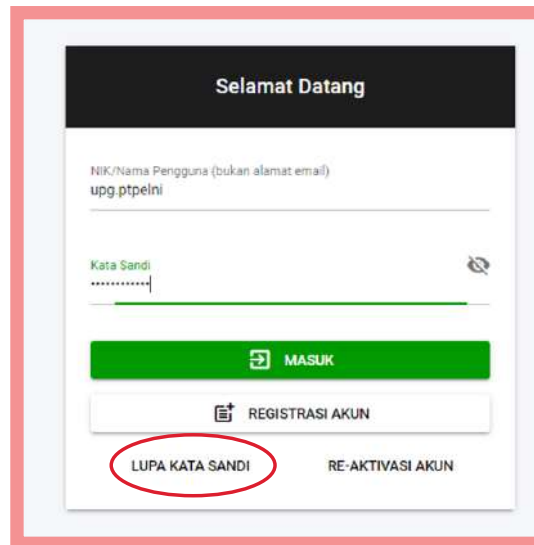 Selamat Datang
NIK/Nama Pengguna (bukan alamat email)
upg.ptpelni
Kata Sandi
••••••••••••
MASUK
REGISTRASI AKUN
LUPA KATA SANDI RE-AKTIVASI AKUN